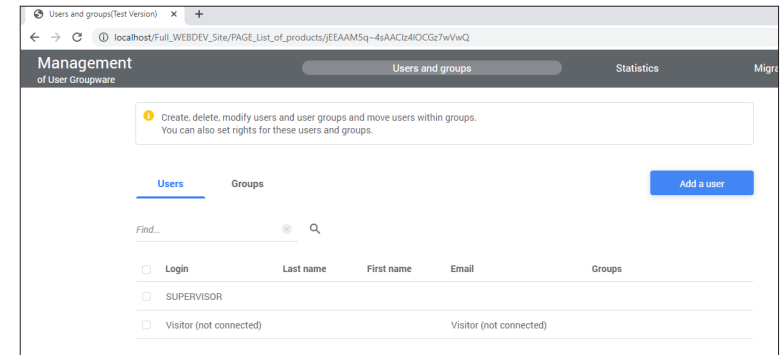 Users and groups(Test Version)
localhost/Full_WEBDEV_Site/PAGE_List_of_products/jEEAAM5q~4sAACIz4IOCGz7wVwQ
Management
of User Groupware
Users and groups
Statistics
Migra
Create, delete, modify users and user groups and move users within groups.
You can also set rights for these users and groups.
Users
Groups
Add a user
Find...
Login Last name First name Email Groups
SUPERVISOR
Visitor (not connected) Visitor (not connected)